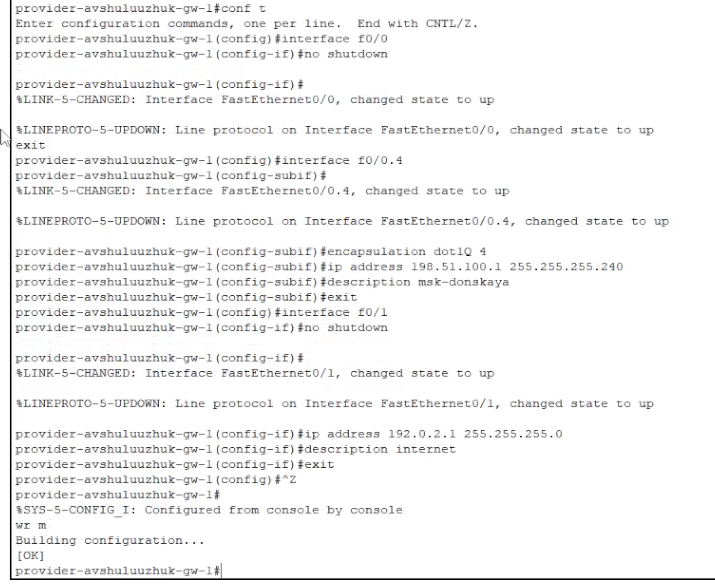 provider-avshuluuzhuk-gw-1#conf t
Enter configuration commands, one per line.  End with CNTL/Z.
provider-avshuluuzhuk-gw-1(config)#interface f0/0
provider-avshuluuzhuk-gw-1(config-if)#no shutdown
provider-avshuluuzhuk-gw-1(config-if)#
%LINK-5-CHANGED: Interface FastEthernet0/0, changed state to up
%LINEPROTO-5-UPDOWN: Line protocol on Interface FastEthernet0/0, changed state to up
exit
provider-avshuluuzhuk-gw-1(config)#interface f0/0.4
provider-avshuluuzhuk-gw-1(config-subif)#
%LINK-5-CHANGED: Interface FastEthernet0/0.4, changed state to up
%LINEPROTO-5-UPDOWN: Line protocol on Interface FastEthernet0/0.4, changed state to up
provider-avshuluuzhuk-gw-1(config-subif)#encapsulation dot1Q 4
provider-avshuluuzhuk-gw-1(config-subif)#ip address 198.51.100.1 255.255.255.240
provider-avshuluuzhuk-gw-1(config-subif)#description msk-donskaya
provider-avshuluuzhuk-gw-1(config-subif)#exit
provider-avshuluuzhuk-gw-1(config)#interface f0/1
provider-avshuluuzhuk-gw-1(config-if)#no shutdown
provider-avshuluuzhuk-gw-1(config-if)#
%LINK-5-CHANGED: Interface FastEthernet0/1, changed state to up
%LINEPROTO-5-UPDOWN: Line protocol on Interface FastEthernet0/1, changed state to up
provider-avshuluuzhuk-gw-1(config-if)#ip address 192.0.2.1 255.255.255.0
provider-avshuluuzhuk-gw-1(config-if)#description internet
provider-avshuluuzhuk-gw-1(config-if)#exit
provider-avshuluuzhuk-gw-1(config)#^Z
provider-avshuluuzhuk-gw-1#
%SYS-5-CONFIG_I: Configured from console by console
wr m
Building configuration...
[OK]
provider-avshuluuzhuk-gw-1#